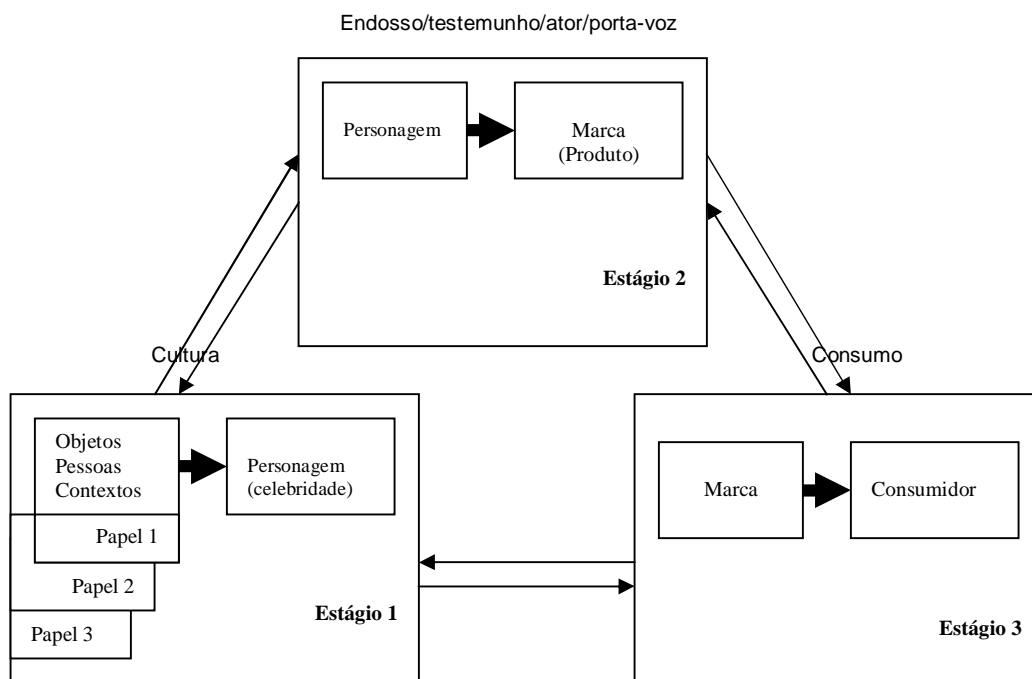 Endosso/testemunho/ator/porta-voz
Personagem
Marca
(Produto)
Estágio 2
Cultura
Consumo
Objetos
Pessoas
Contextos
Personagem
(celebridade)
Papel 1
Papel 2
Papel 3
Estágio 1
Marca
Consumidor
Estágio 3